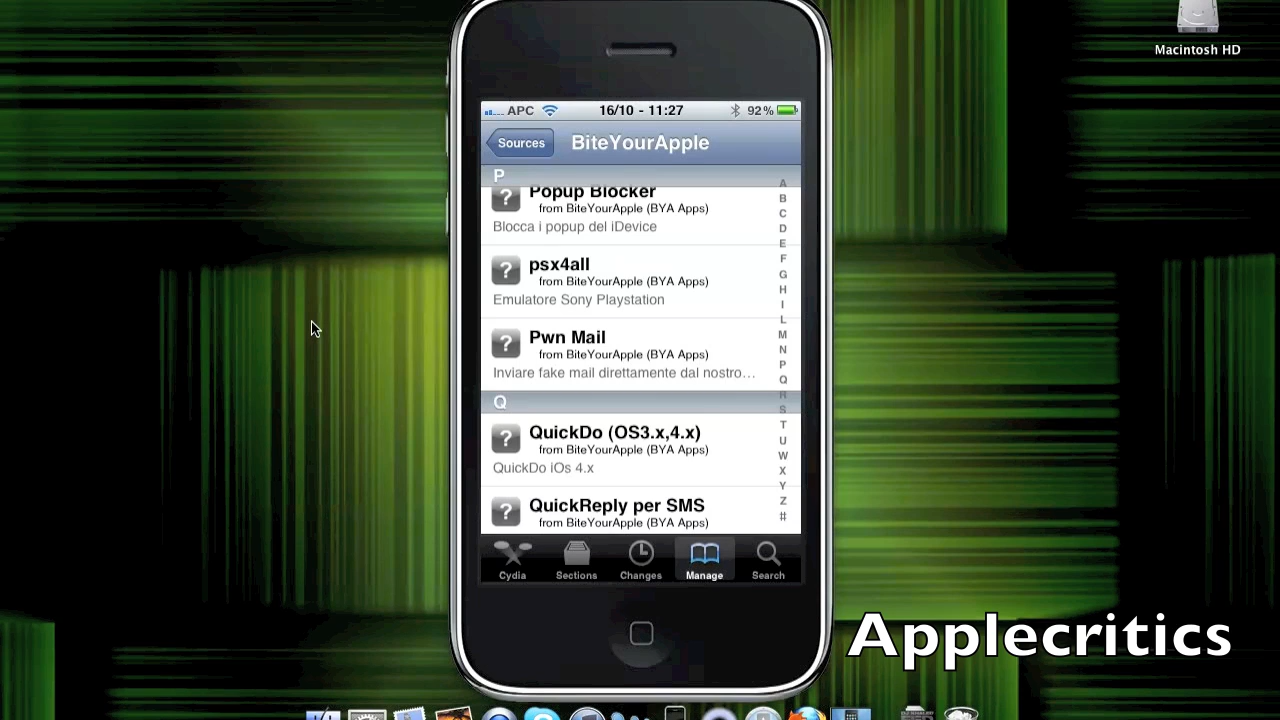 Macintosh HD
APC 16/10 - 11:27 92%
Sources BiteYourApple
P
Popup Blocker
from BiteYourApple (BYA Apps)
Blocca i popup del iDevice
psx4all
from BiteYourApple (BYA Apps)
Emulatore Sony Playstation
Pwn Mail
from BiteYourApple (BYA Apps)
Inviare fake mail direttamente dal nostro…
Q
QuickDo (OS3.x,4.x)
from BiteYourApple (BYA Apps)
QuickDo iOs 4.x
QuickReply per SMS
from BiteYourApple (BYA Apps)
A
B
C
D
E
F
G
H
I
L
M
N
P
Q
R
S
T
U
W
X
Y
Z
#
Cydia Sections Changes Manage Search
Applecritics